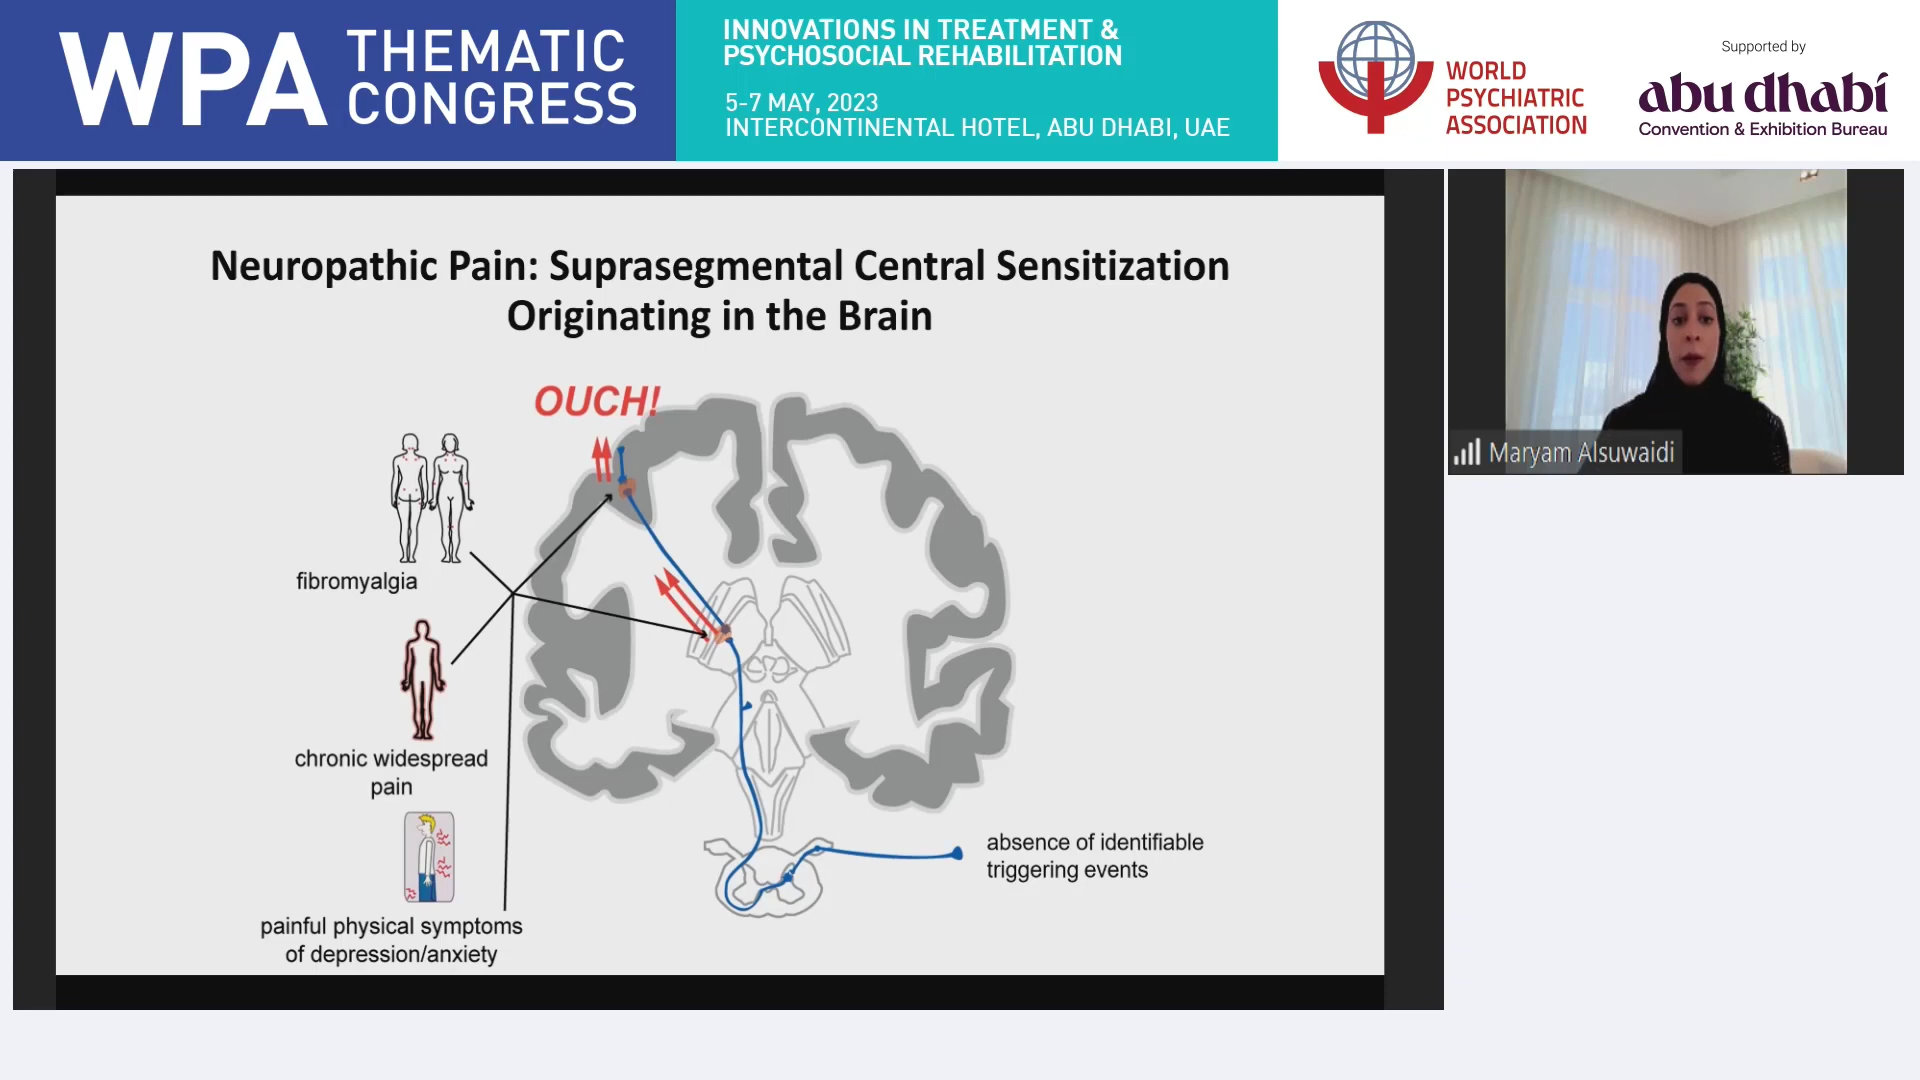 WPA THEMATIC
CONGRESS
INNOVATIONS IN TREATMENT &
PSYCHOSOCIAL REHABILITATION
5-7 MAY, 2023
INTERCONTINENTAL HOTEL, ABU DHABI, UAE
WORLD
PSYCHIATRIC
ASSOCIATION
Supported by
abu dhabi
Convention & Exhibition Bureau
Neuropathic Pain: Suprasegmental Central Sensitization
Originating in the Brain
OUCH!
fibromyalgia
chronic widespread
pain
painful physical symptoms
of depression/anxiety
absence of identifiable
triggering events
Maryam Alsuwaidi